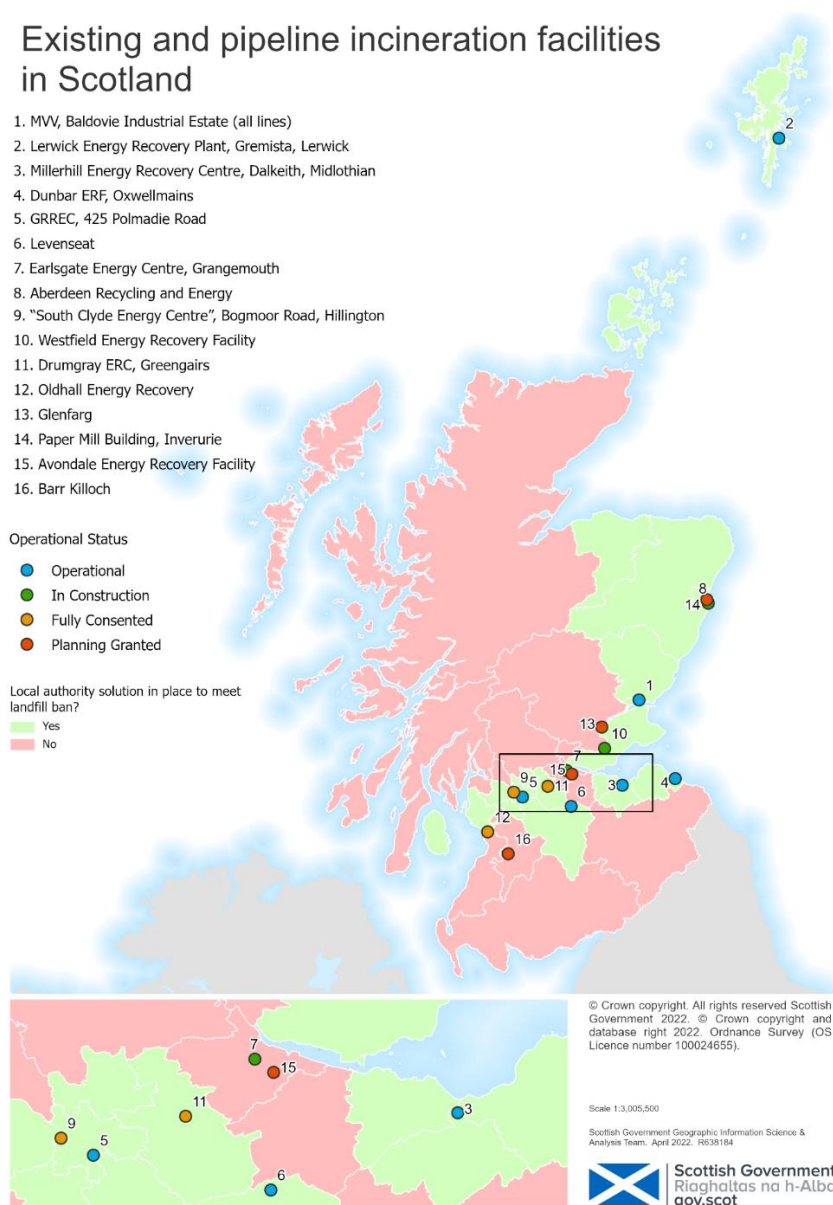 Existing and pipeline incineration facilities
in Scotland
1. MVV, Baldovie Industrial Estate (all lines)
2. Lerwick Energy Recovery Plant, Gremista, Lerwick
3. Millerhill Energy Recovery Centre, Dalkeith, Midlothian
4. Dunbar ERF, Oxwellmains
5. GRREC, 425 Polmadie Road
6. Levenseat
7. Earlsgate Energy Centre, Grangemouth
8. Aberdeen Recycling and Energy
9. “South Clyde Energy Centre”, Bogmoor Road, Hillington
10. Westfield Energy Recovery Facility
11. Drumgray ERC, Greengairs
12. Oldhall Energy Recovery
13. Glenfarg
14. Paper Mill Building, Inverurie
15. Avondale Energy Recovery Facility
16. Barr Killoch
Operational Status
Operational
In Construction
Fully Consented
Planning Granted
Local authority solution in place to meet
landfill ban?
Yes
No
2
8
14
1
13
10
7
15
9
5
11
6
3
4
12
16
7
15
11
3
9
5
6
© Crown copyright. All rights reserved Scottish
Government 2022. © Crown copyright and
database right 2022. Ordnance Survey (OS
Licence number 100024655).
Scale 1:3,005,500
Scottish Government Geographic Information Science &
Analysis Team. April 2022. R638184
Scottish Government
Riaghaltas na h-Alba
gov.scot